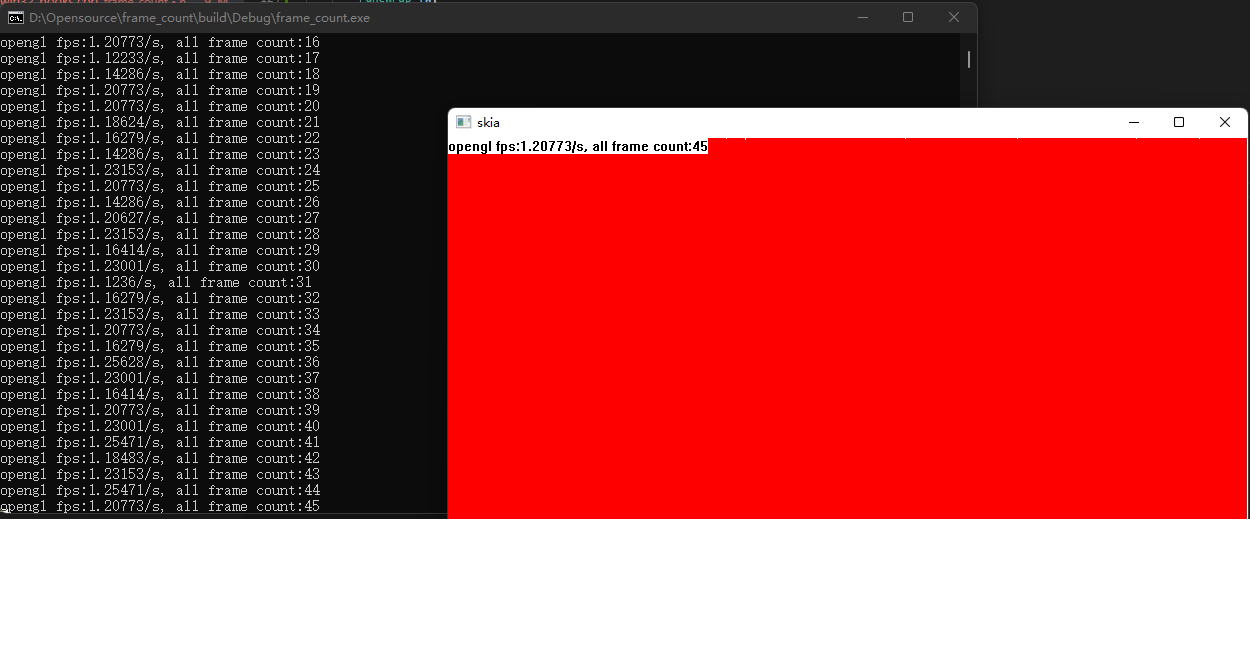 D:\Opensource\frame_count\build\Debug\frame_count.exe
opengl fps:1.20773/s, all frame count:16
opengl fps:1.12233/s, all frame count:17
opengl fps:1.14286/s, all frame count:18
opengl fps:1.20773/s, all frame count:19
opengl fps:1.20773/s, all frame count:20
opengl fps:1.18624/s, all frame count:21
opengl fps:1.16279/s, all frame count:22
opengl fps:1.14286/s, all frame count:23
opengl fps:1.23153/s, all frame count:24
opengl fps:1.20773/s, all frame count:25
opengl fps:1.14286/s, all frame count:26
opengl fps:1.20627/s, all frame count:27
opengl fps:1.23153/s, all frame count:28
opengl fps:1.16414/s, all frame count:29
opengl fps:1.23001/s, all frame count:30
opengl fps:1.1236/s, all frame count:31
opengl fps:1.16279/s, all frame count:32
opengl fps:1.23153/s, all frame count:33
opengl fps:1.20773/s, all frame count:34
opengl fps:1.16279/s, all frame count:35
opengl fps:1.25628/s, all frame count:36
opengl fps:1.23001/s, all frame count:37
opengl fps:1.16414/s, all frame count:38
opengl fps:1.20773/s, all frame count:39
opengl fps:1.23001/s, all frame count:40
opengl fps:1.25471/s, all frame count:41
opengl fps:1.18483/s, all frame count:42
opengl fps:1.23153/s, all frame count:43
opengl fps:1.25471/s, all frame count:44
opengl fps:1.20773/s, all frame count:45
skia
opengl fps:1.20773/s, all frame count:45